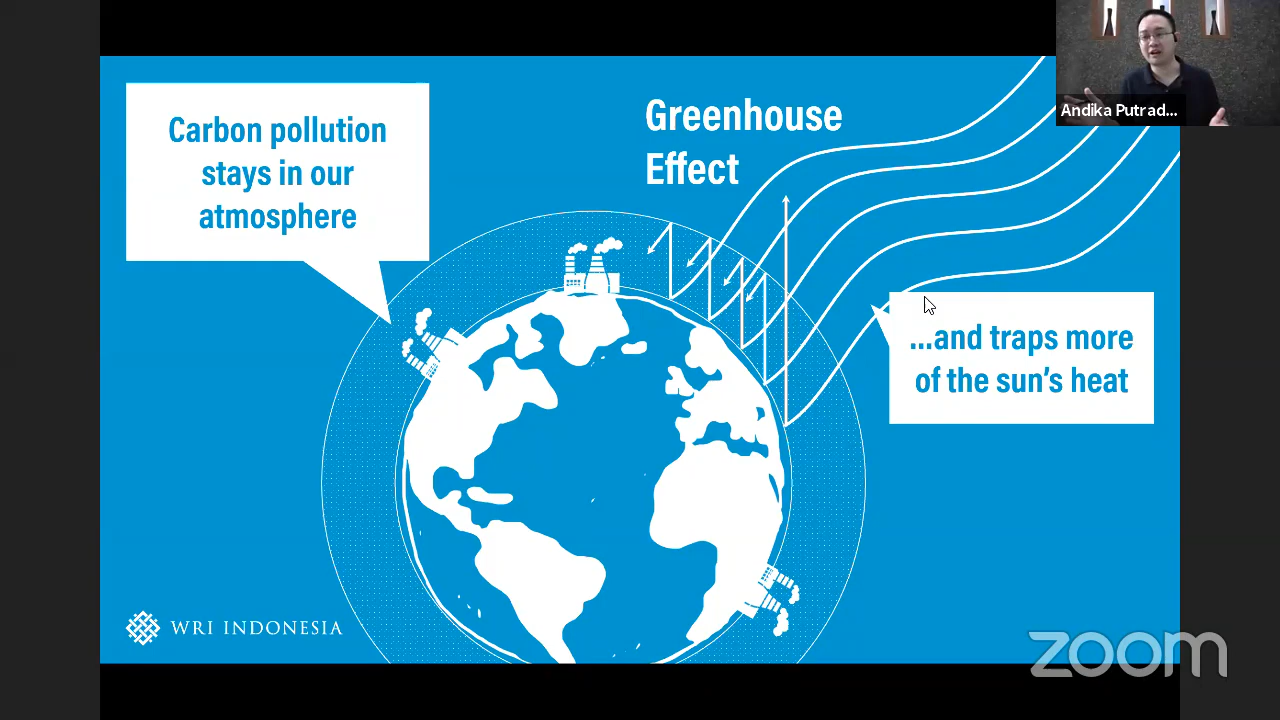 Carbon pollution
stays in our
atmosphere
Greenhouse
Effect
Andika Putrad...
...and traps more
of the sun's heat
WRI INDONESIA
zoom